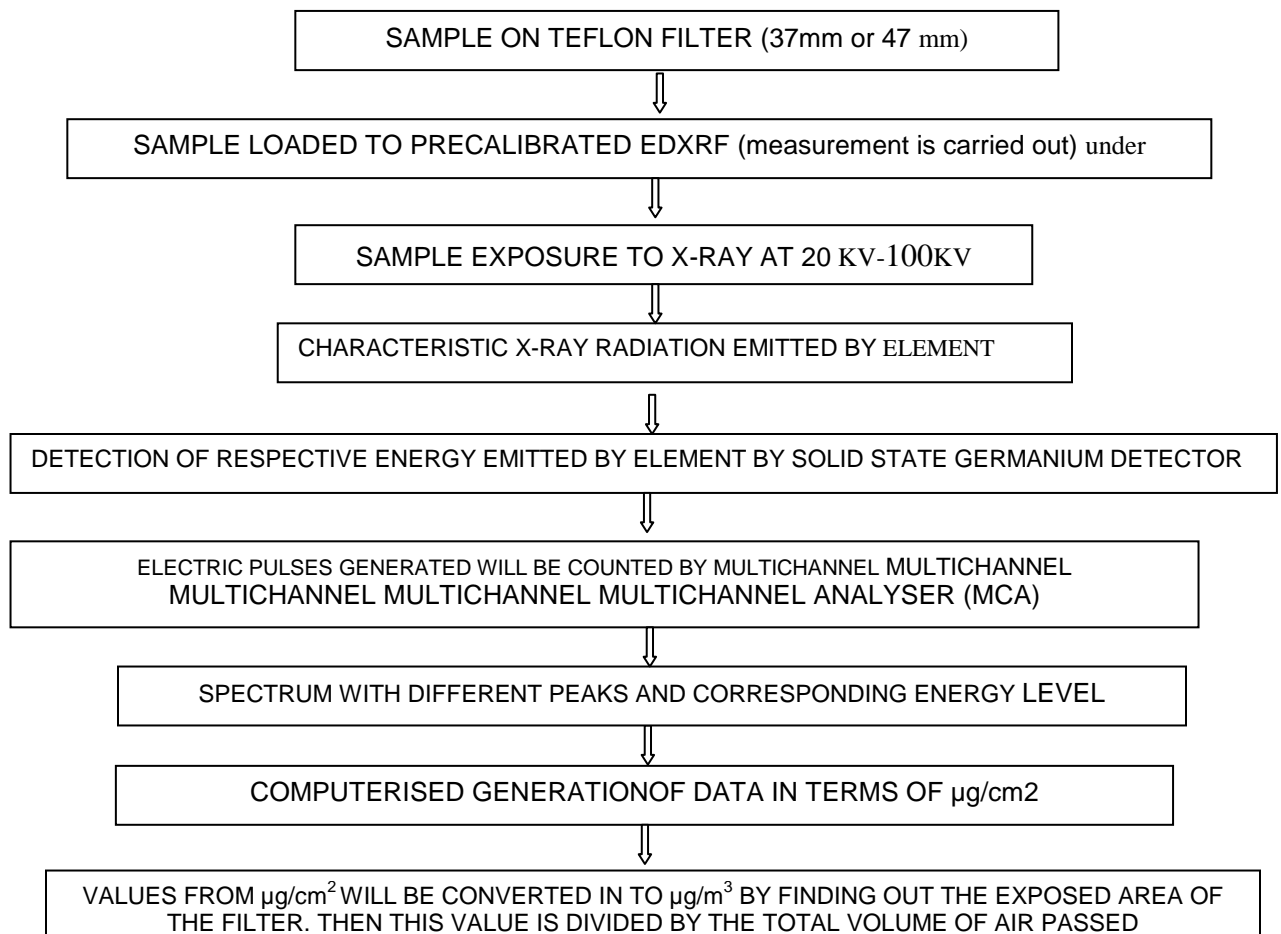 SAMPLE ON TEFLON FILTER (37mm or 47 mm)
SAMPLE LOADED TO PRECALIBRATED EDXRF (measurement is carried out) under
SAMPLE EXPOSURE TO X-RAY AT 20 KV-100KV
CHARACTERISTIC X-RAY RADIATION EMITTED BY ELEMENT
DETECTION OF RESPECTIVE ENERGY EMITTED BY ELEMENT BY SOLID STATE GERMANIUM DETECTOR
ELECTRIC PULSES GENERATED WILL BE COUNTED BY MULTICHANNEL MULTICHANNEL
MULTICHANNEL MULTICHANNEL MULTICHANNEL ANALYSER (MCA)
SPECTRUM WITH DIFFERENT PEAKS AND CORRESPONDING ENERGY LEVEL
COMPUTERISED GENERATIONOF DATA IN TERMS OF µg/cm2
VALUES FROM µg/cm² WILL BE CONVERTED IN TO µg/m³ BY FINDING OUT THE EXPOSED AREA OF
THE FILTER. THEN THIS VALUE IS DIVIDED BY THE TOTAL VOLUME OF AIR PASSED